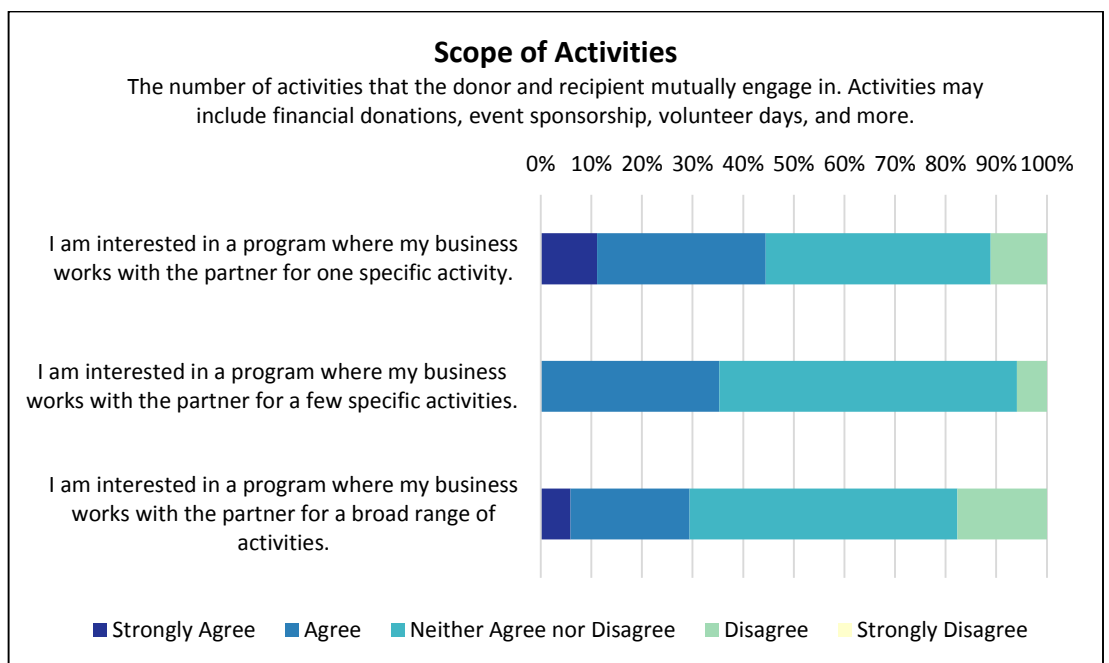 Scope of Activities
The number of activities that the donor and recipient mutually engage in. Activities may
include financial donations, event sponsorship, volunteer days, and more.
0% 10% 20% 30% 40% 50% 60% 70% 80% 90% 100%
I am interested in a program where my business
works with the partner for one specific activity.
I am interested in a program where my business
works with the partner for a few specific activities.
I am interested in a program where my business
works with the partner for a broad range of
activities.
Strongly Agree Agree Neither Agree nor Disagree Disagree Strongly Disagree